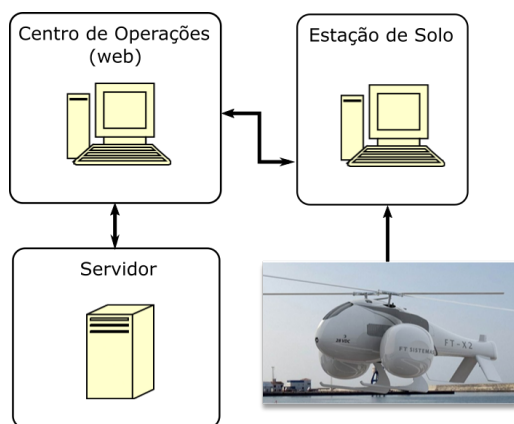 Centro de Operações
(web)
Estação de Solo
Servidor
FT SISTEMAS
FT-X2